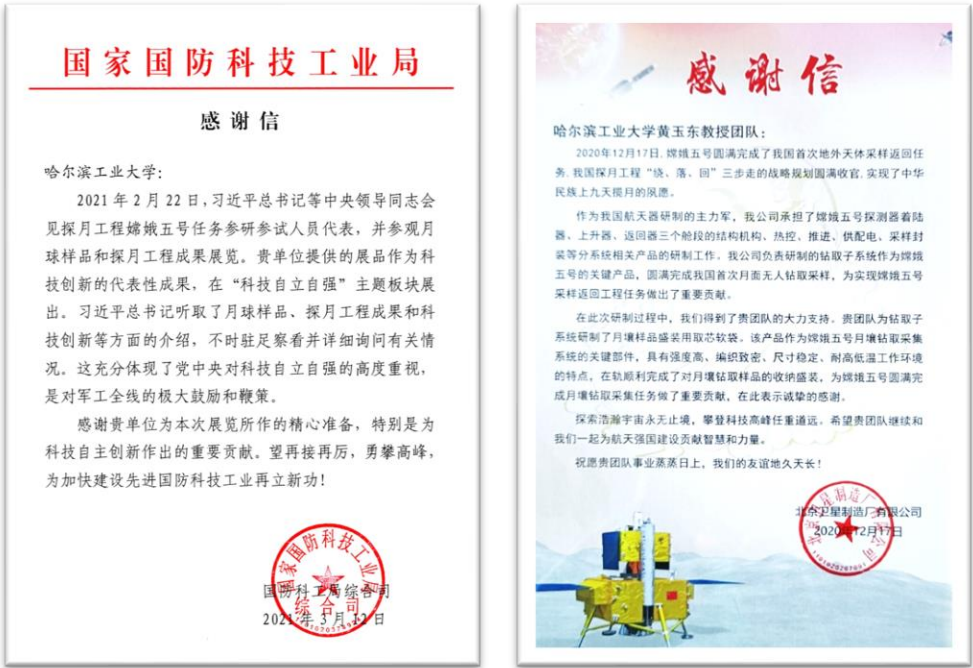 国家国防科技工业局
感谢信
哈尔滨工业大学:
2021年2月22日,习近平总书记等中央领导同志会
见探月工程嫦娥五号任务参研参试人员代表,并参观月
球样品和探月工程成果展览。贵单位提供的展品作为科
技创新的代表性成果,在“科技自立自强”主题板块展
出。习近平总书记听取了月球样品、探月工程成果和科
技创新等方面的介绍,不时驻足察看并详细询问有关情
况。这充分体现了党中央对科技自立自强的高度重视,
是对军工全线的极大鼓励和鞭策。
感谢贵单位为本次展览所作的精心准备,特别是为
科技自主创新作出的重要贡献。望再接再厉,勇攀高峰,
为加快建设先进国防科技工业再立新功!
国防科工局综合司
2021年3月12日
国家国防科技工业局
综合司
感谢信
哈尔滨工业大学黄玉东教授团队:
2020年12月17日,嫦娥五号圆满完成了我国首次地外天体采样返回任
务,我国探月工程“绕、落、回”三步走的战略规划圆满收官,实现了中华
民族上九天揽月的夙愿。
作为我国航天器研制的主力军,我公司承担了嫦娥五号探测器着陆
器、上升器、返回器三个舱段的结构机构、热控、推进、供配电、采样封
装等分系统相关产品的研制工作。我公司负责研制的钻取子系统作为嫦娥
五号的关键产品,圆满完成我国首次月面无人钻取采样,为实现嫦娥五号
采样返回工程任务做出了重要贡献。
在此次研制过程中,我们得到了贵团队的大力支持。贵团队为钻取子
系统研制了月壤样品盛装用取芯软袋。该产品作为嫦娥五号月壤钻取采集
系统的关键部件,具有强度高、编织致密、尺寸稳定、耐高低温工作环境
的特点,在轨顺利完成了对月壤钻取样品的收纳盛装,为嫦娥五号圆满完
成月壤钻取采集任务做了重要贡献,在此表示诚挚的感谢。
探索浩瀚宇宙永无止境,攀登科技高峰任重道远。希望贵团队继续和
我们一起为航天强国建设贡献智慧和力量。
祝愿贵团队事业蒸蒸日上,我们的友谊地久天长!
北京卫星制造厂有限公司
2020年12月17日